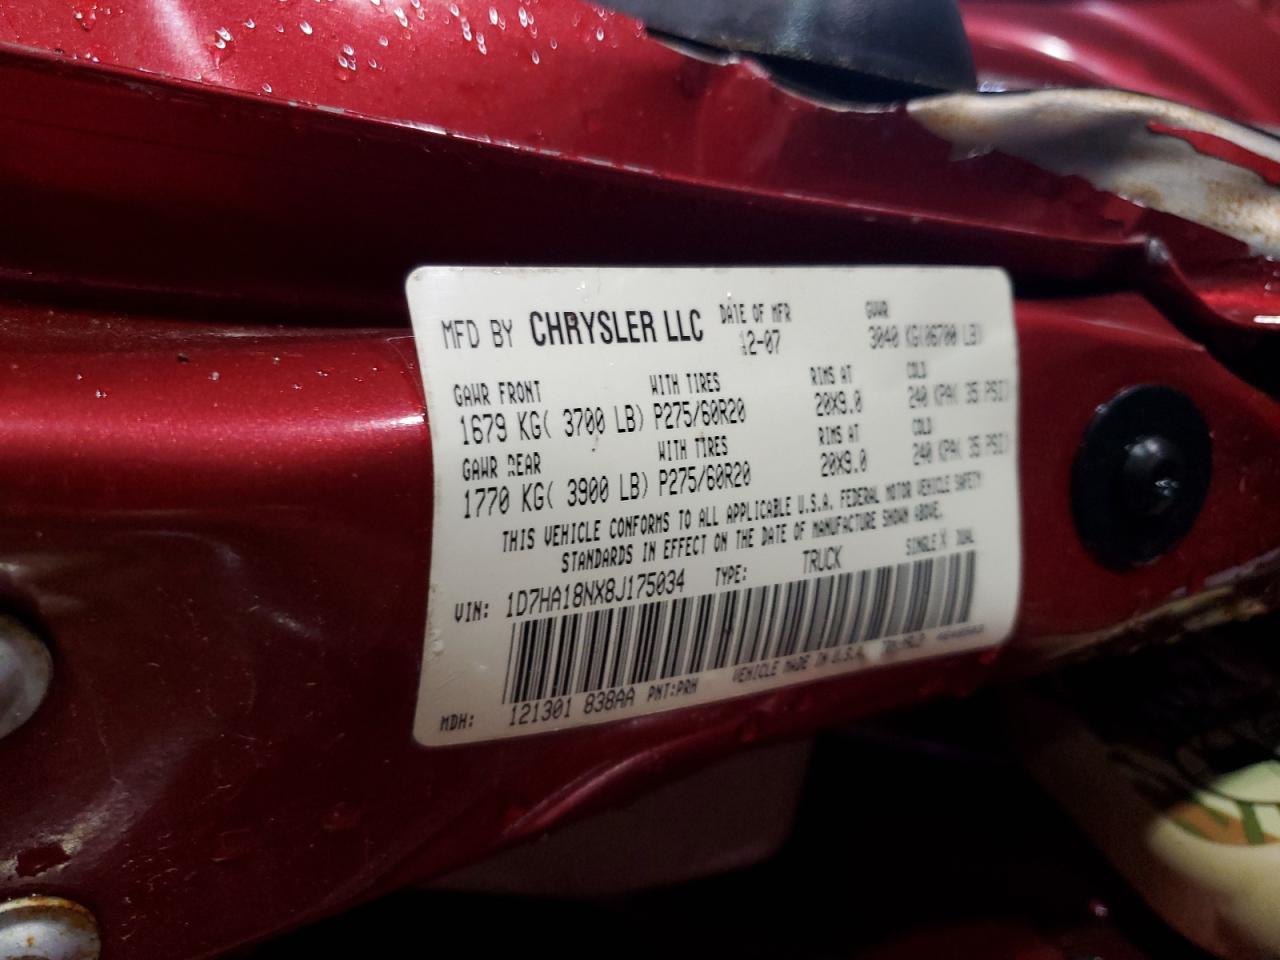 MFD BY CHRYSLER LLC DATE OF MFR GVWR
12-07 3040 KG(06700 LB)
GAWR FRONT WITH TIRES RIMS AT COLD
1679 KG( 3700 LB) P275/60R20 20X9.0 240 KPA( 35 PSI)
GAWR REAR WITH TIRES RIMS AT COLD
1770 KG( 3900 LB) P275/60R20 20X9.0 240 KPA( 35 PSI)
THIS VEHICLE CONFORMS TO ALL APPLICABLE U.S.A. FEDERAL MOTOR VEHICLE SAFETY
STANDARDS IN EFFECT ON THE DATE OF MANUFACTURE SHOWN ABOVE.
VIN: 1D7HA18NX8J175034 TYPE: TRUCK SINGLE X DUAL
MDH: 121301 838AA PNT:PRH VEHICLE MADE IN U.S.A.